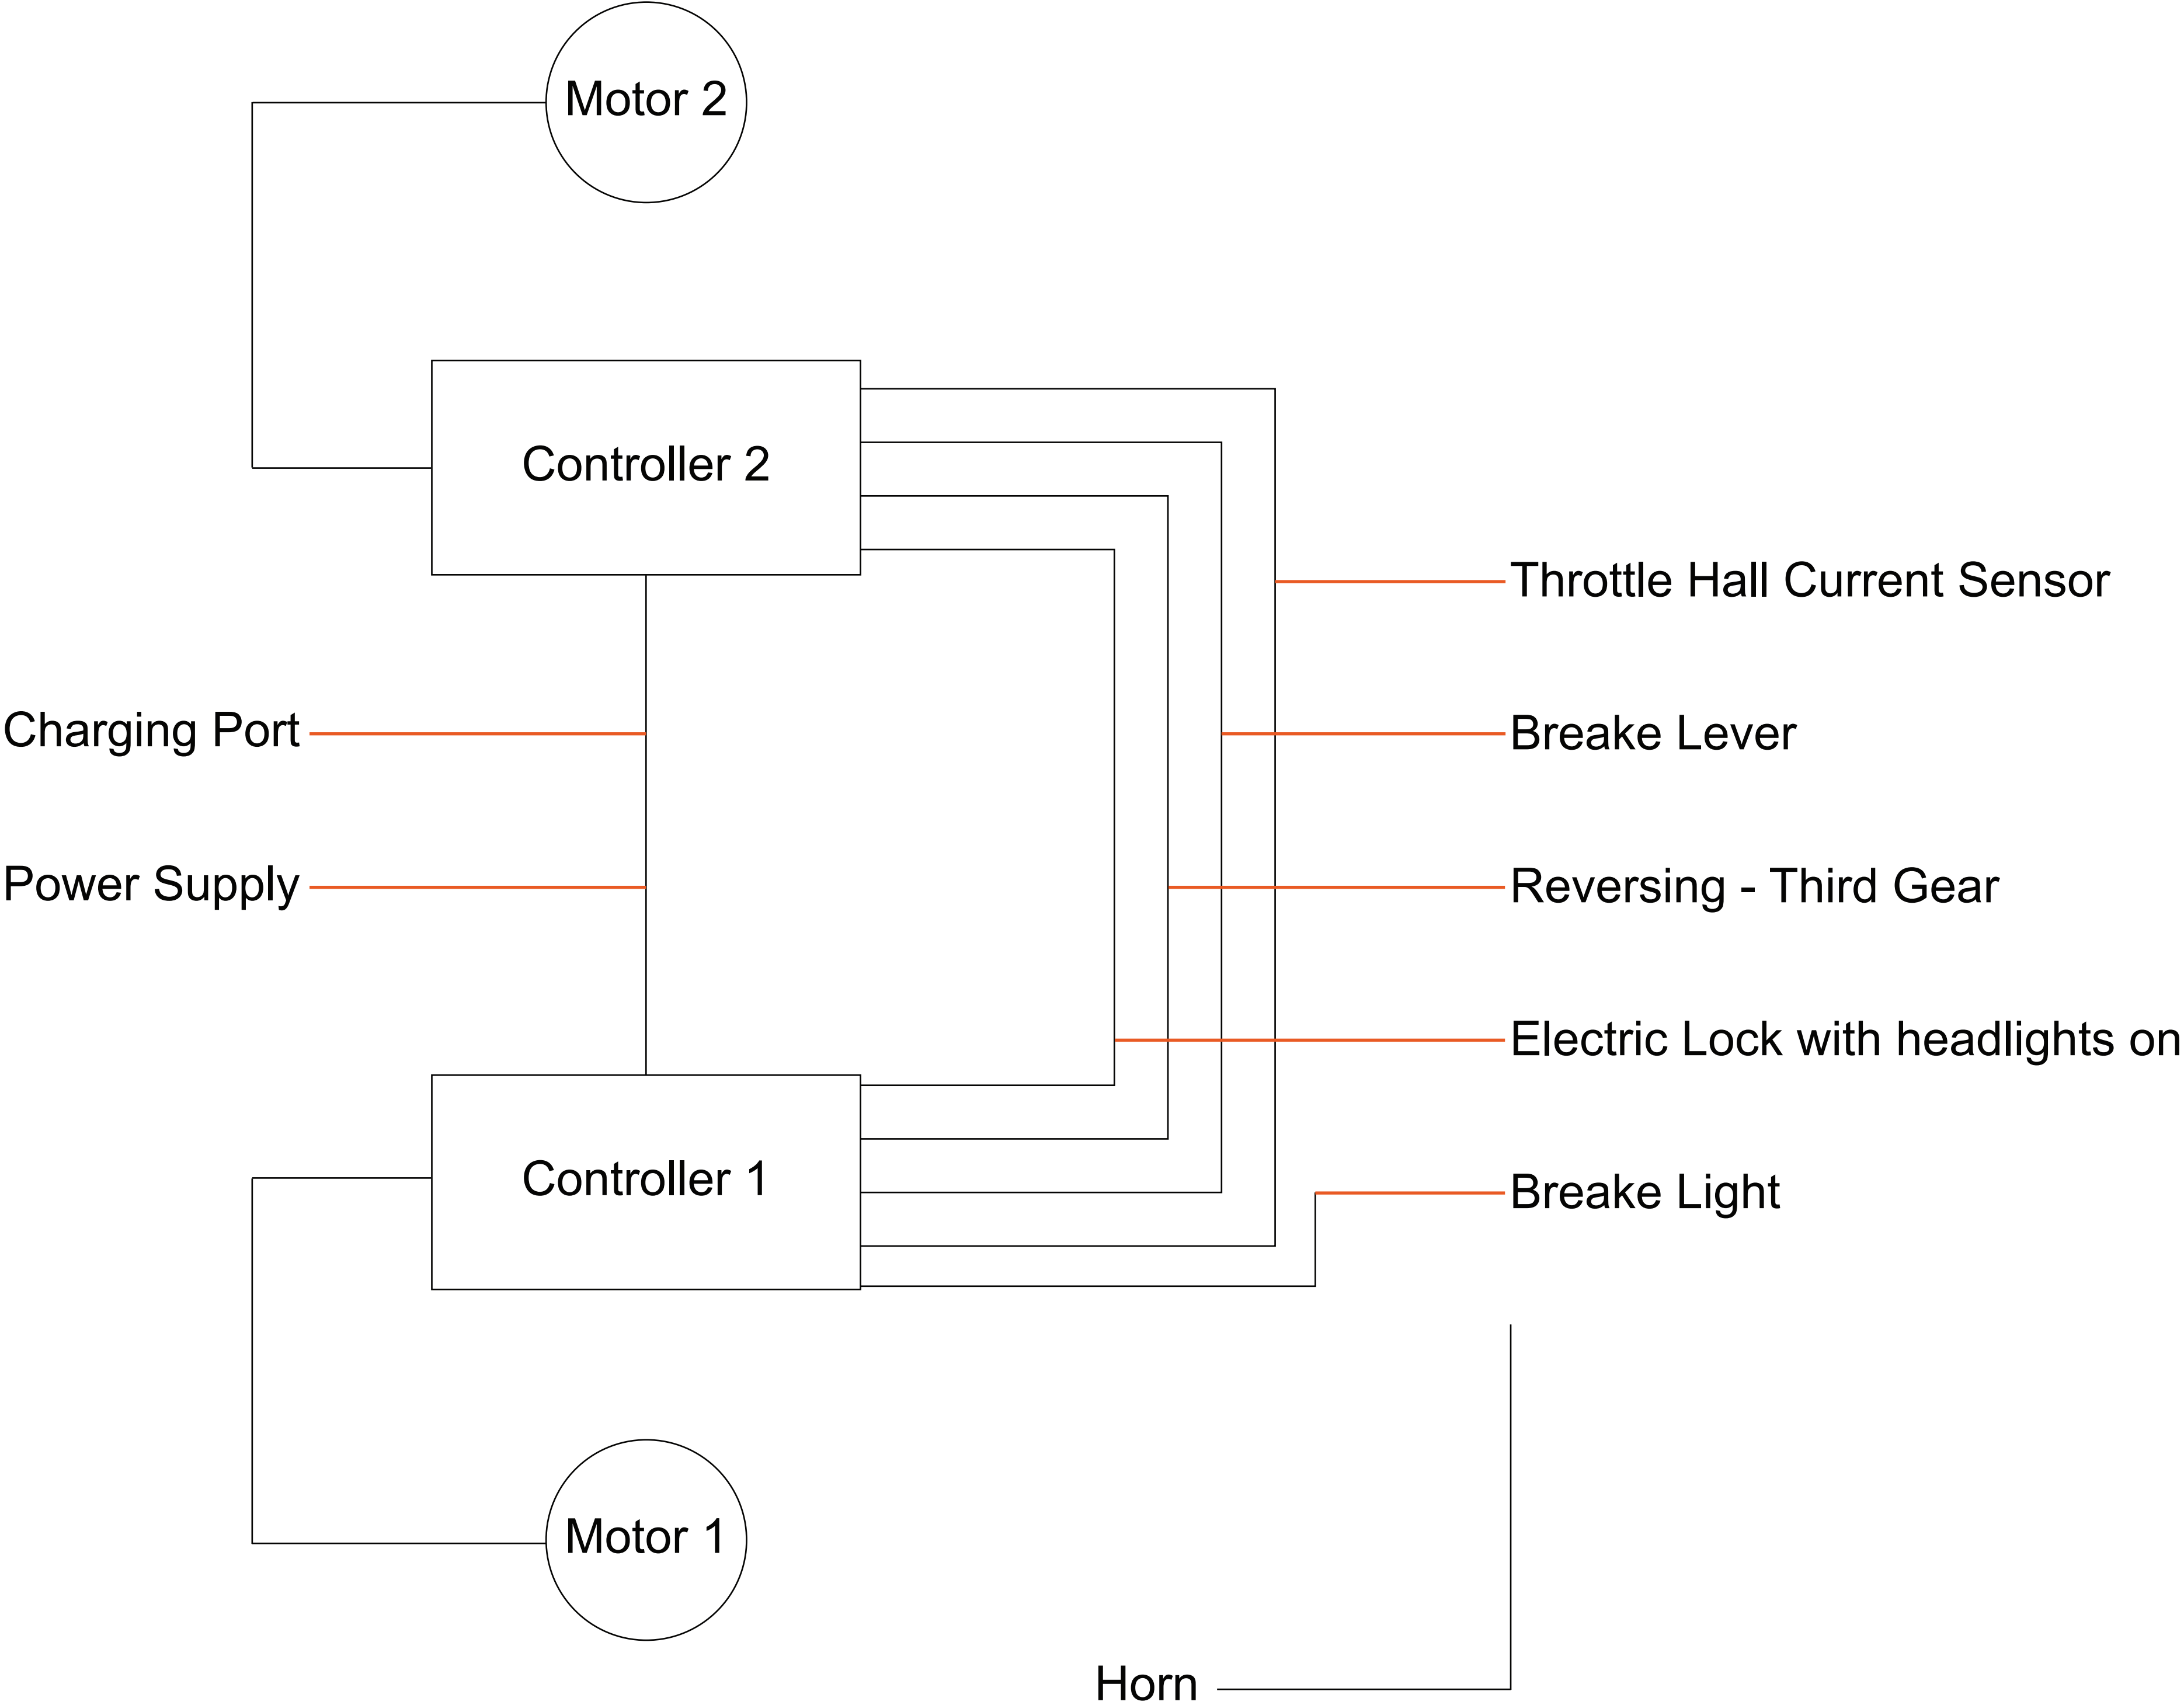 Motor 2
Controller 2
Throttle Hall Current Sensor
Charging Port
Breake Lever
Power Supply
Reversing - Third Gear
Electric Lock with headlights on
Controller 1
Breake Light
Motor 1
Horn